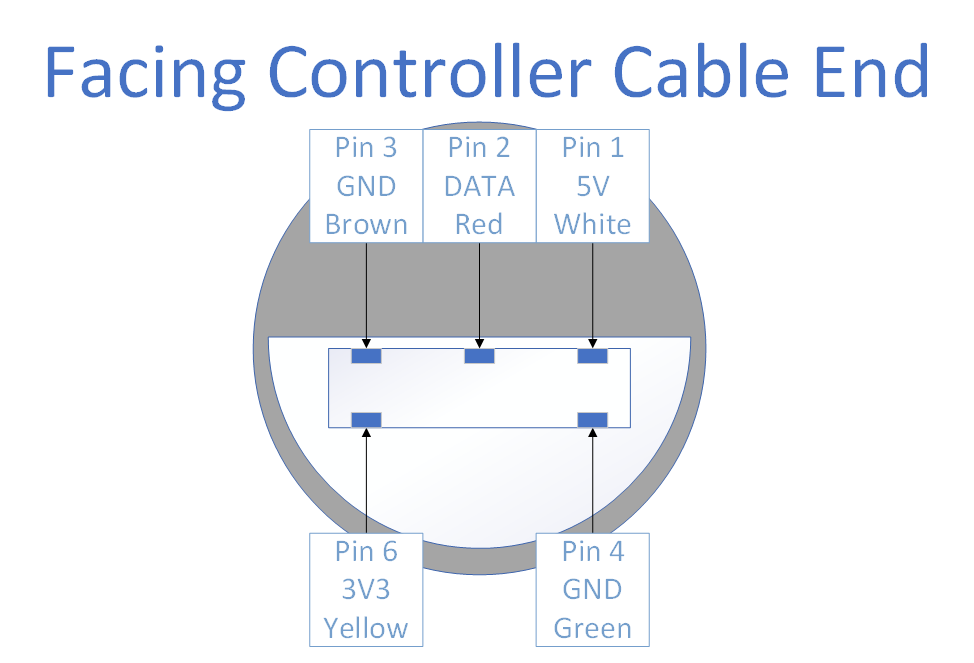 Facing Controller Cable End
Pin 3
GND
Brown
Pin 2
DATA
Red
Pin 1
5V
White
Pin 6
3V3
Yellow
Pin 4
GND
Green